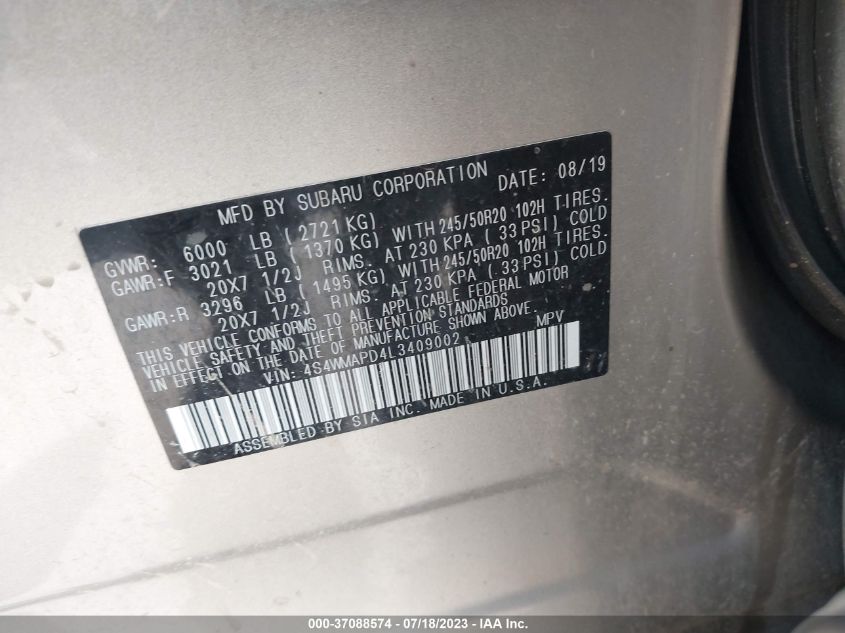 MFD BY SUBARU CORPORATION DATE: 08/19
GVWR: 6000 LB ( 2721 KG)
GAWR:F 3021 LB ( 1370 KG) WITH 245/50R20 102H TIRES.
20X7 1/2J RIMS. AT 230 KPA ( 33 PSI) COLD
GAWR:R 3296 LB ( 1495 KG) WITH 245/50R20 102H TIRES.
20X7 1/2J RIMS. AT 230 KPA ( 33 PSI) COLD
THIS VEHICLE CONFORMS TO ALL APPLICABLE FEDERAL MOTOR
VEHICLE SAFETY AND THEFT PREVENTION STANDARDS
IN EFFECT ON THE DATE OF MANUFACTURE SHOWN ABOVE.
VIN: 4S4WMAPD4L3409002 MPV
ASSEMBLED BY SIA INC. MADE IN U.S.A.
000-37088574 - 07/18/2023 - IAA Inc.